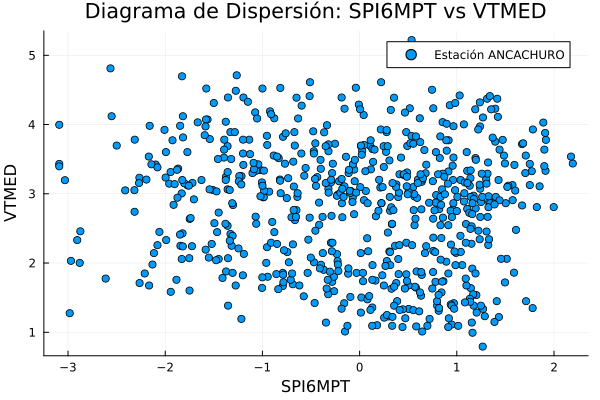 Diagrama de Dispersión: SPI6MPT vs VTMED
Estación ANCACHURO
VTMED
5
4
3
2
1
−3 −2 −1 0 1 2
SPI6MPT